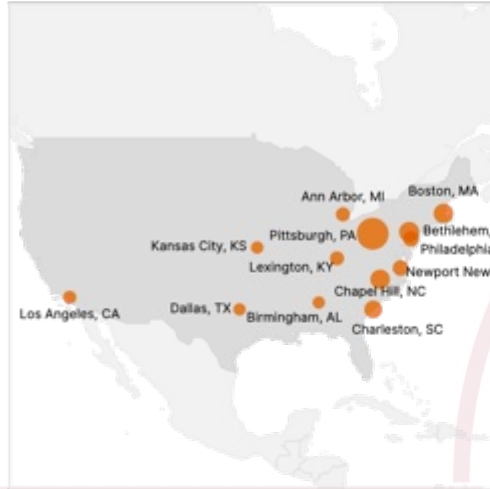 Ann Arbor, MI
Boston, MA
Pittsburgh, PA
Bethlehem,
Philadelphia
Kansas City, KS
Lexington, KY
Newport New
Chapel Hill, NC
Los Angeles, CA
Dallas, TX
Birmingham, AL
Charleston, SC